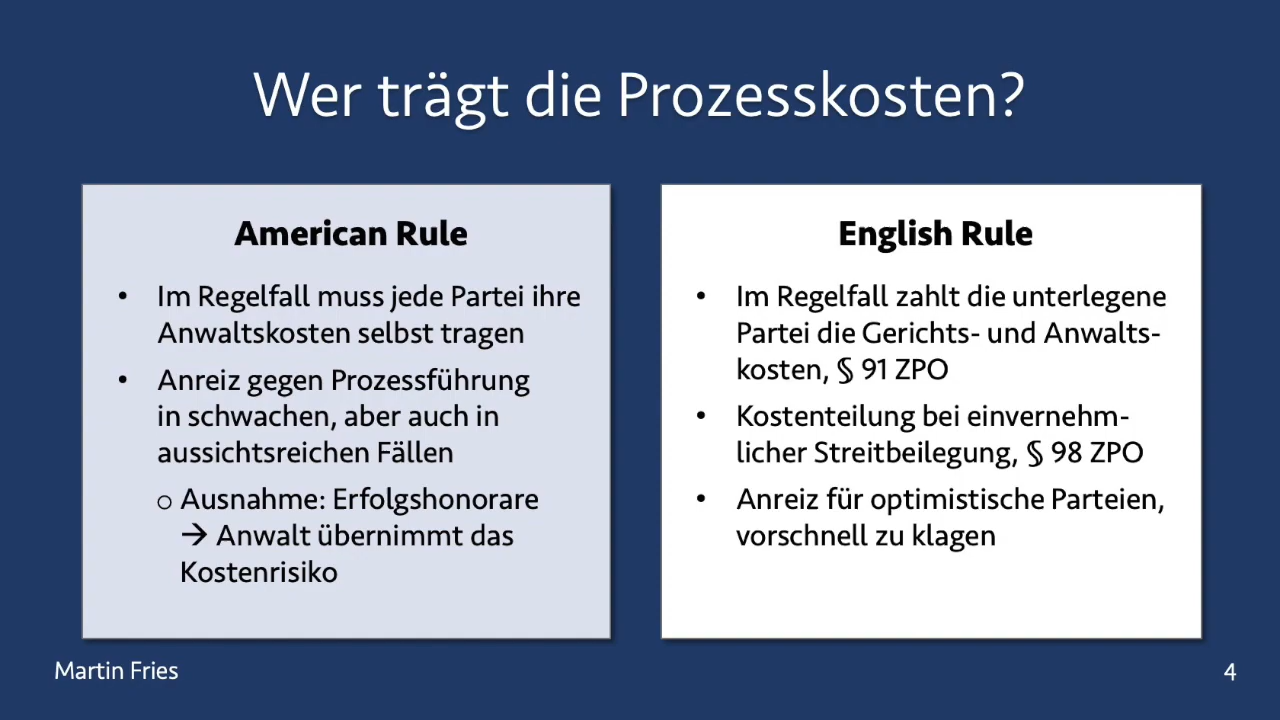 Wer trägt die Prozesskosten?
American Rule
• Im Regelfall muss jede Partei ihre
Anwaltskosten selbst tragen
• Anreiz gegen Prozessführung
in schwachen, aber auch in
aussichtsreichen Fällen
o Ausnahme: Erfolgshonorare
→ Anwalt übernimmt das
Kostenrisiko
English Rule
• Im Regelfall zahlt die unterlegene
Partei die Gerichts- und Anwalts-
kosten, § 91 ZPO
• Kostenteilung bei einvernehm-
licher Streitbeilegung, § 98 ZPO
• Anreiz für optimistische Parteien,
vorschnell zu klagen
Martin Fries
4